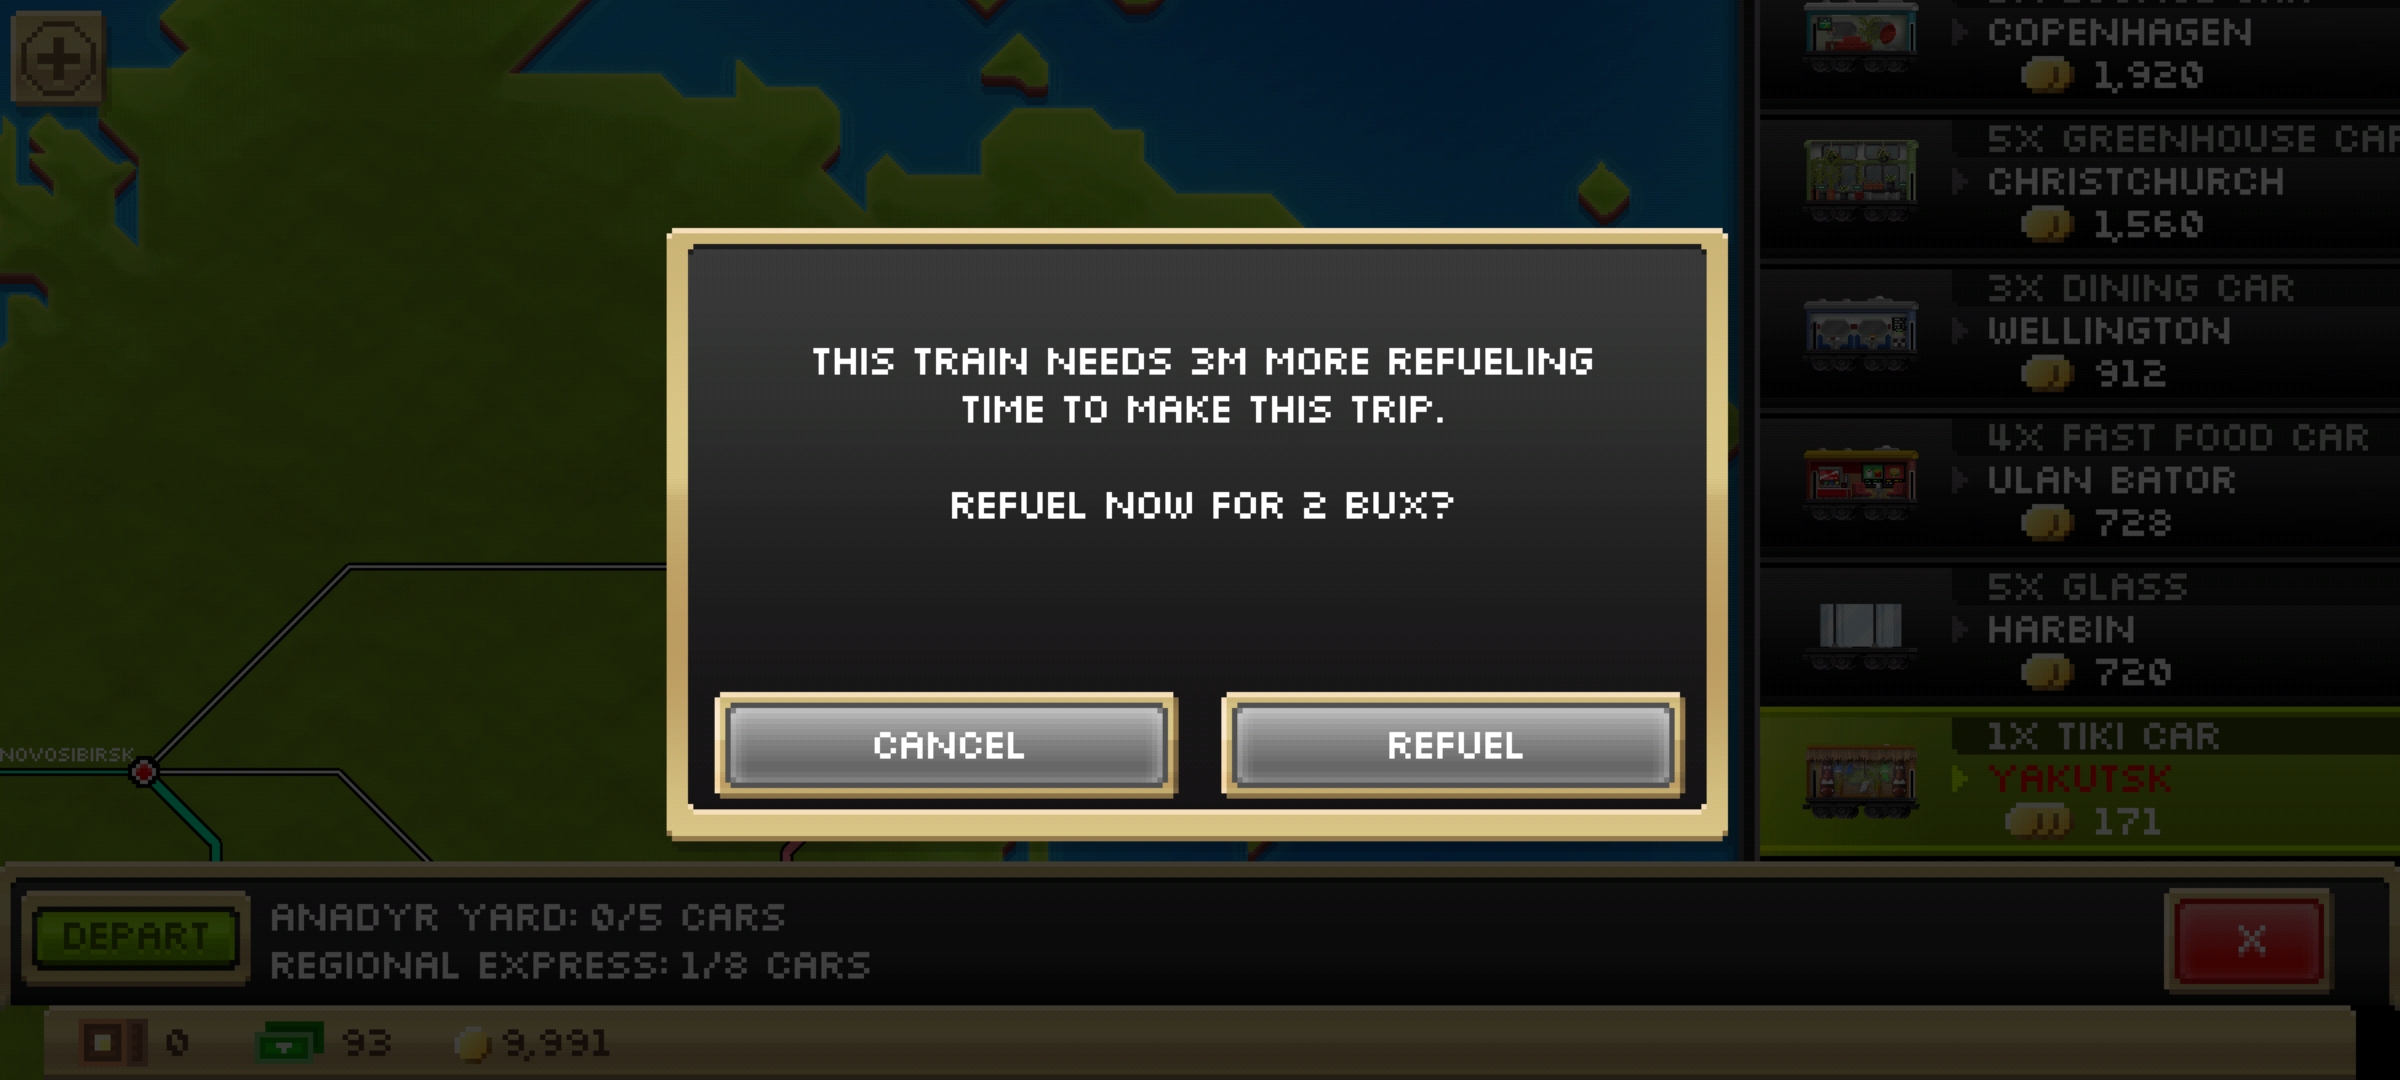 COPENHAGEN
1,920
5X GREENHOUSE CAR
CHRISTCHURCH
1,560
3X DINING CAR
WELLINGTON
912
4X FAST FOOD CAR
ULAN BATOR
728
5X GLASS
HARBIN
720
1X TIKI CAR
YAKUTSK
171
THIS TRAIN NEEDS 3M MORE REFUELING
TIME TO MAKE THIS TRIP.
REFUEL NOW FOR 2 BUX?
CANCEL
REFUEL
NOVOSIBIRSK
DEPART
ANADYR YARD: 0/5 CARS
REGIONAL EXPRESS: 1/8 CARS
X
0
93
9,991